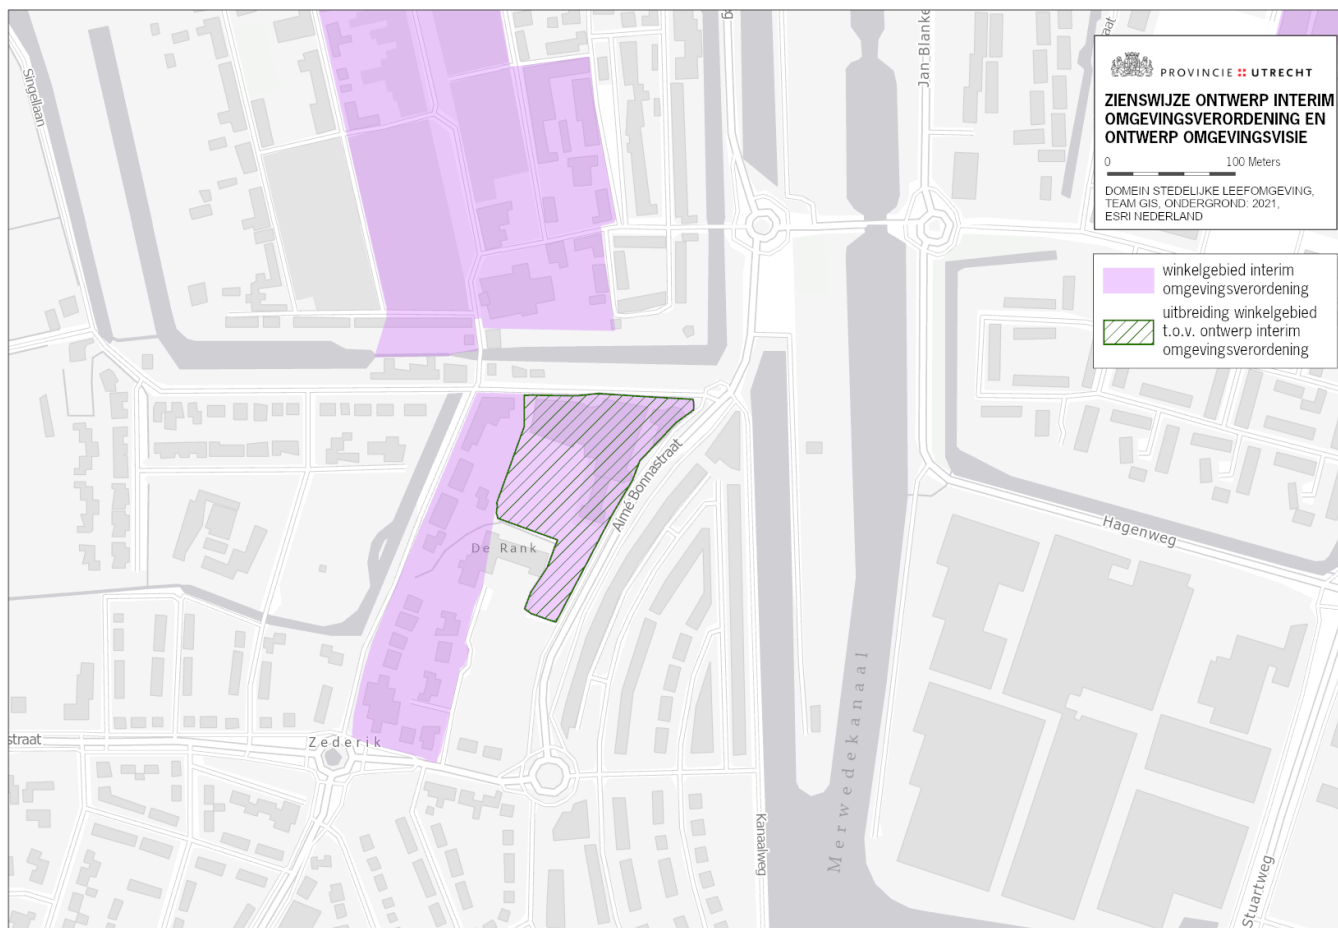 Singellaan
Jan-Blanke
aat
PROVINCIE UTRECHT
ZIENSWIJZE ONTWERP INTERIM
OMGEVINGSVERORDENING EN
ONTWERP OMGEVINGSVISIE
0 100 Meters
DOMEIN STEDELIJKE LEEFOMGEVING,
TEAM GIS, ONDERGROND: 2021,
ESRI NEDERLAND
winkelgebied interim
omgevingsverordening
uitbreiding winkelgebied
t.o.v. ontwerp interim
omgevingsverordening
Aimé Bonnastraat
De Rank
Hagenweg
Merwedekanaal
straat
Zederik
Kanaalweg
Stuartweg